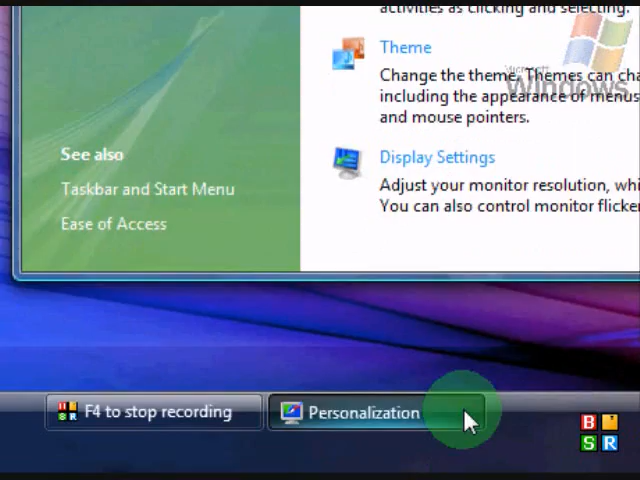 activities as clicking and selecting.
Theme
Change the theme. Themes can cha
including the appearance of menus
and mouse pointers.
Microsoft
Windows
See also
Display Settings
Taskbar and Start Menu
Adjust your monitor resolution, whi
You can also control monitor flicker
Ease of Access
F4 to stop recording
Personalization
B
S R